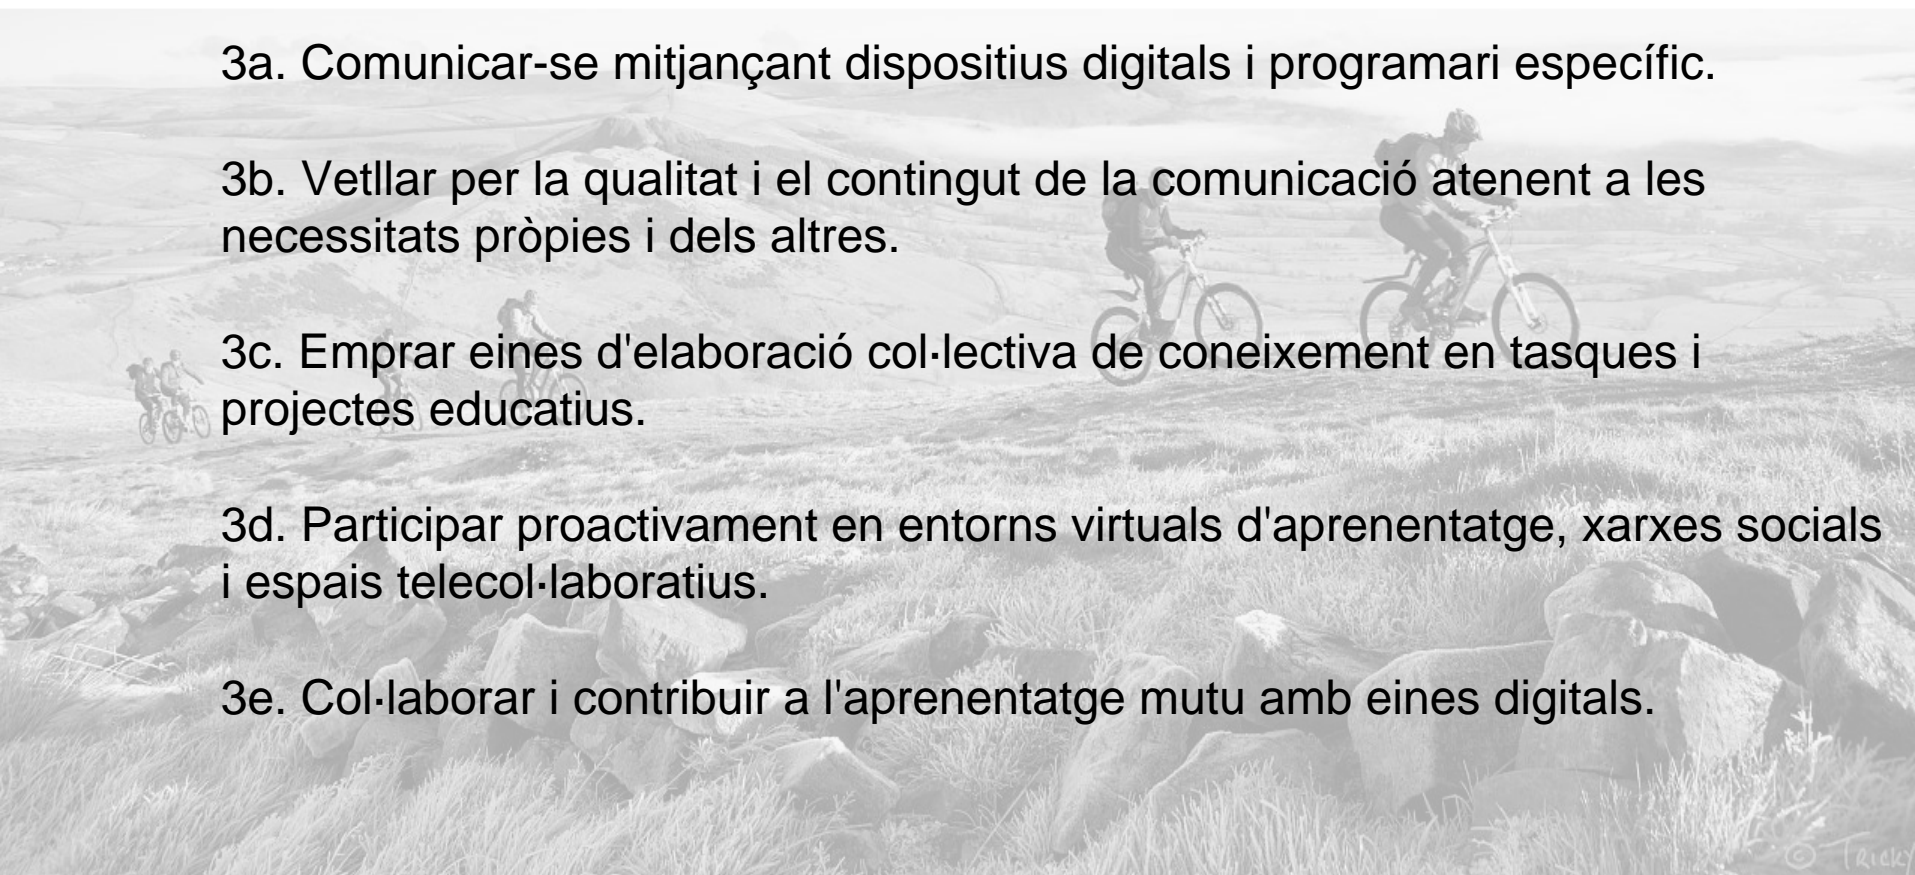 3a. Comunicar-se mitjançant dispositius digitals i programari específic.
3b. Vetllar per la qualitat i el contingut de la comunicació atenent a les
necessitats pròpies i dels altres.
3c. Emprar eines d'elaboració col·lectiva de coneixement en tasques i
projectes educatius.
3d. Participar proactivament en entorns virtuals d'aprenentatge, xarxes socials
i espais telecol·laboratius.
3e. Col·laborar i contribuir a l'aprenentatge mutu amb eines digitals.
© TRICKY